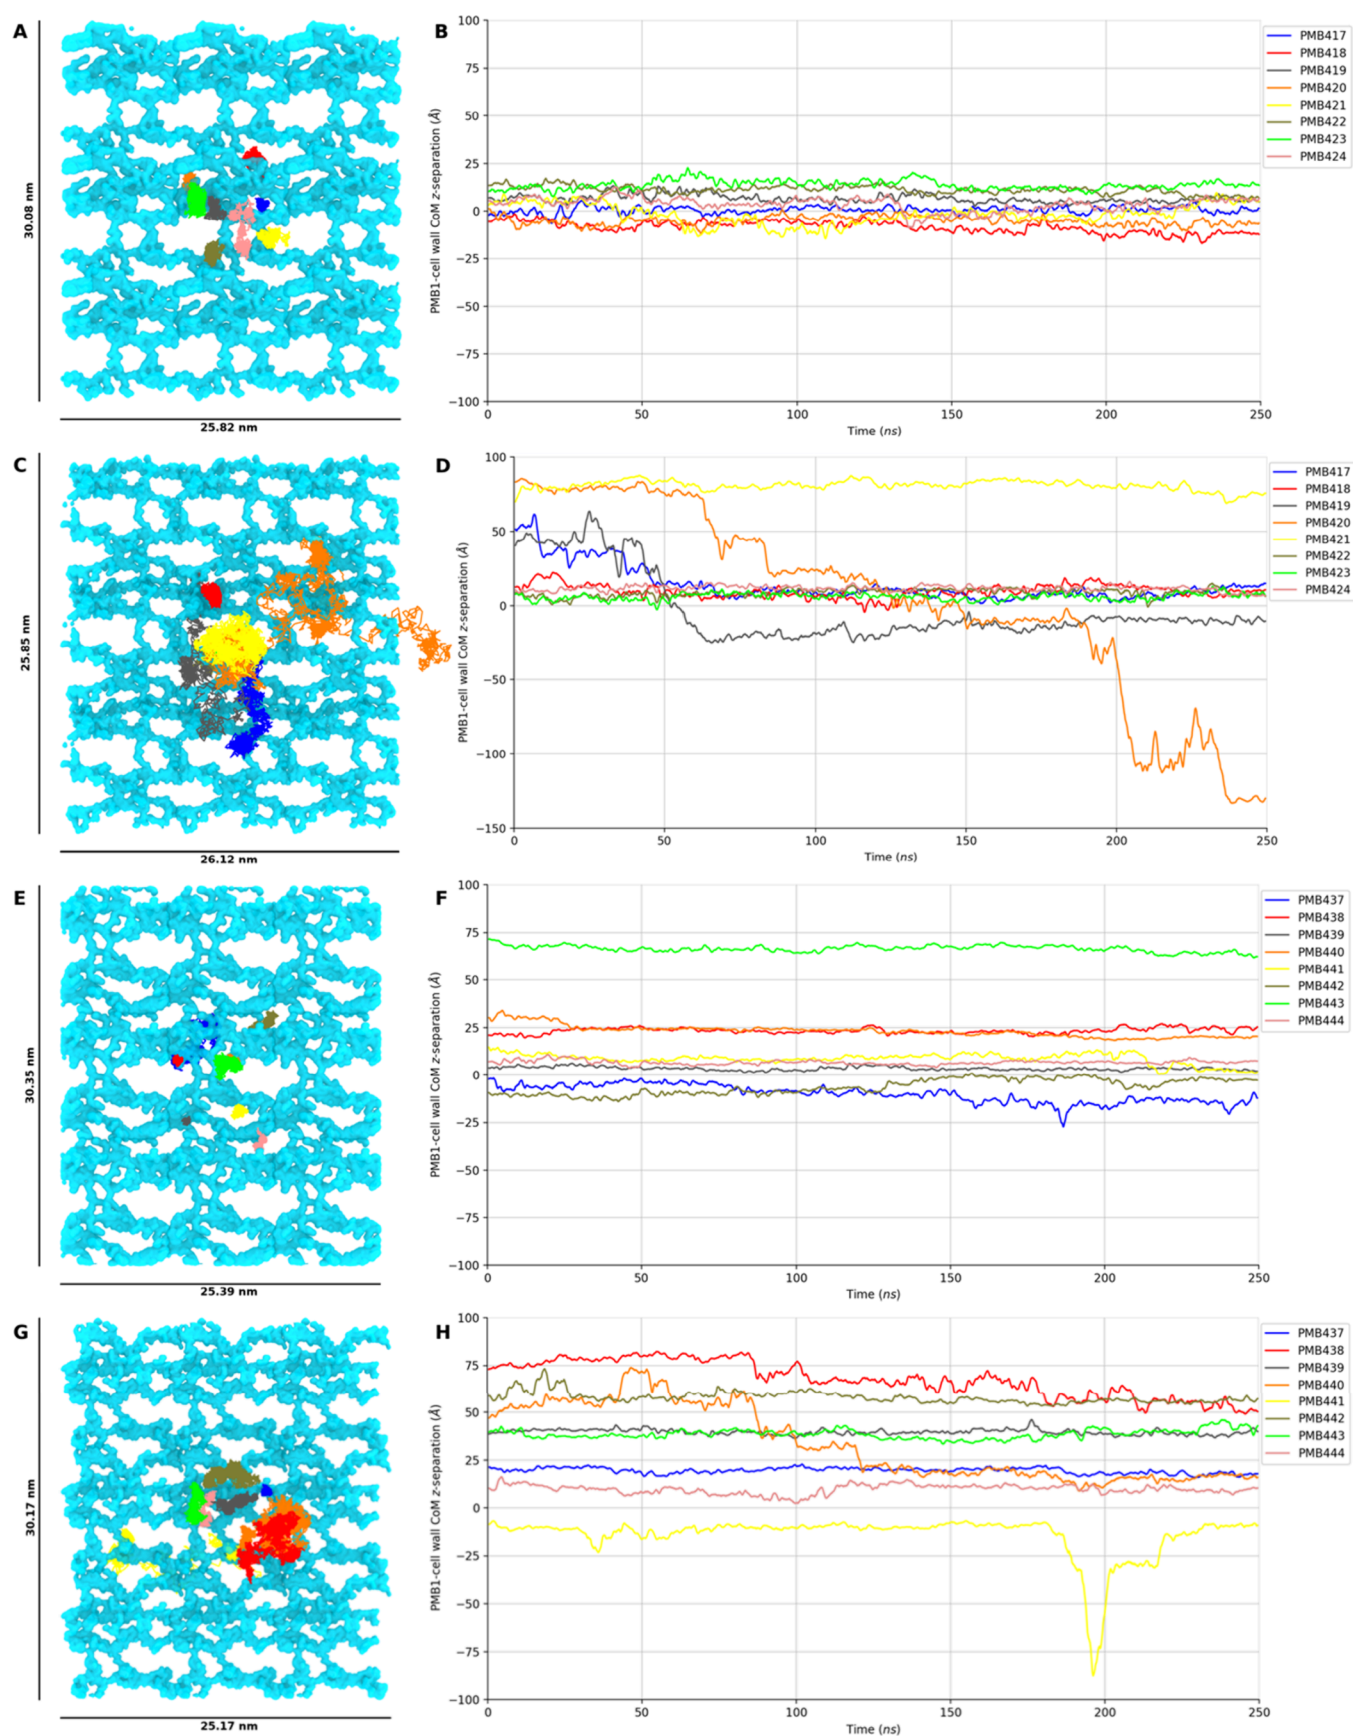 A
30.08 nm
25.82 nm
B
PMB1-cell wall CoM z-separation (Å)
100
75
50
25
0
−25
−50
−75
−100
0
50
100
150
200
250
Time (ns)
PMB417
PMB418
PMB419
PMB420
PMB421
PMB422
PMB423
PMB424
C
25.85 nm
26.12 nm
D
PMB1-cell wall CoM z-separation (Å)
100
50
0
−50
−100
−150
0
50
100
150
200
250
Time (ns)
PMB417
PMB418
PMB419
PMB420
PMB421
PMB422
PMB423
PMB424
E
30.35 nm
25.39 nm
F
PMB1-cell wall CoM z-separation (Å)
100
75
50
25
0
−25
−50
−75
−100
0
50
100
150
200
250
Time (ns)
PMB437
PMB438
PMB439
PMB440
PMB441
PMB442
PMB443
PMB444
G
30.17 nm
25.17 nm
H
PMB1-cell wall CoM z-separation (Å)
100
75
50
25
0
−25
−50
−75
−100
0
50
100
150
200
250
Time (ns)
PMB437
PMB438
PMB439
PMB440
PMB441
PMB442
PMB443
PMB444